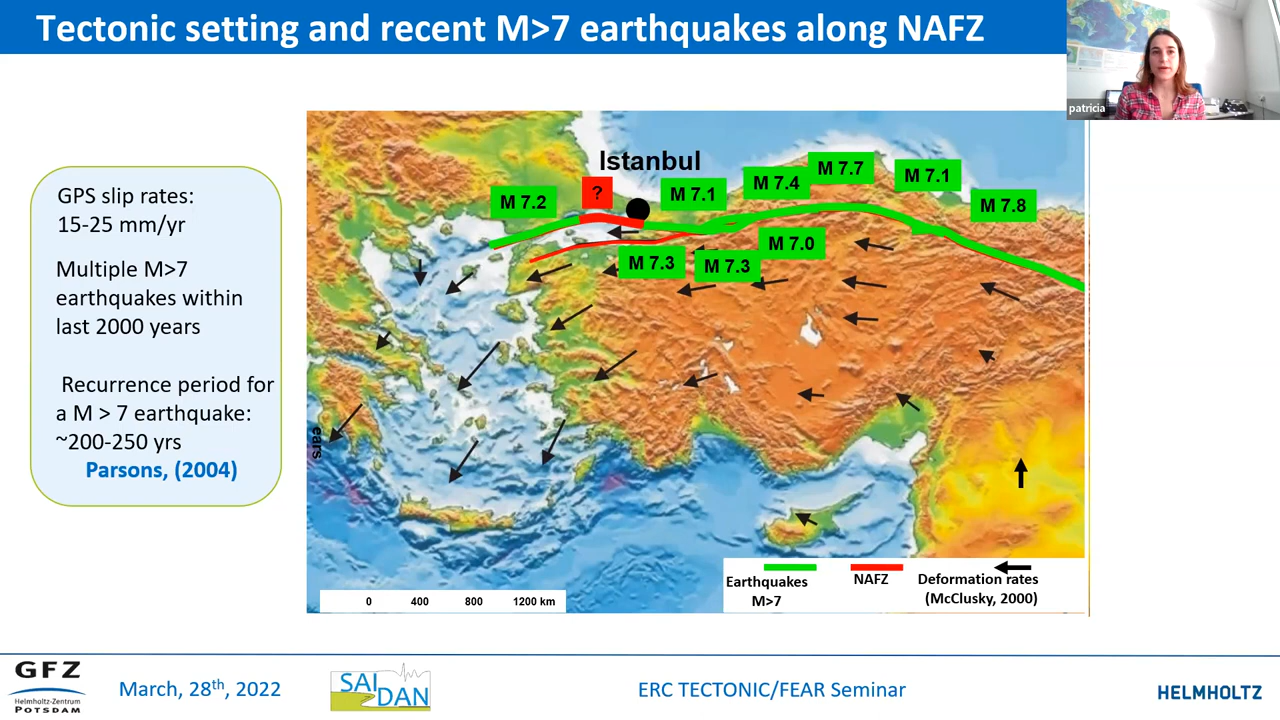 Tectonic setting and recent M>7 earthquakes along NAFZ
patricia
GPS slip rates:
15-25 mm/yr
Multiple M>7
earthquakes within
last 2000 years
Recurrence period for
a M > 7 earthquake:
~200-250 yrs
Parsons, (2004)
Istanbul
M 7.2
?
M 7.1
M 7.4
M 7.7
M 7.1
M 7.8
M 7.3
M 7.3
M 7.0
ears
0 400 800 1200 km
Earthquakes
M>7
NAFZ
Deformation rates
(McClusky, 2000)
GFZ
Helmholtz-Zentrum
POTSDAM
March, 28th, 2022
SAIDAN
ERC TECTONIC/FEAR Seminar
HELMHOLTZ